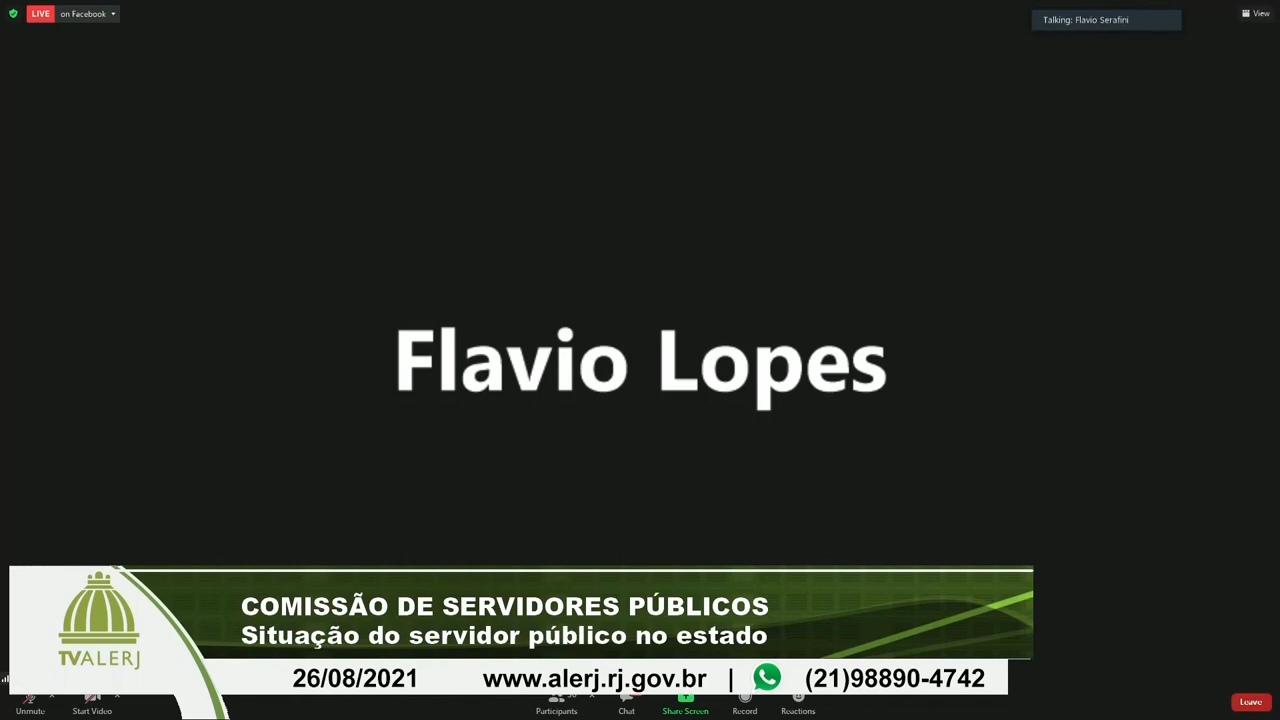 LIVE on Facebook
Talking: Flavio Serafini
View
Flavio Lopes
COMISSÃO DE SERVIDORES PÚBLICOS
Situação do servidor público no estado
TVALERJ
26/08/2021 www.alerj.rj.gov.br | (21)98890-4742
Unmute Start Video Participants Chat Share Screen Record Reactions Leave